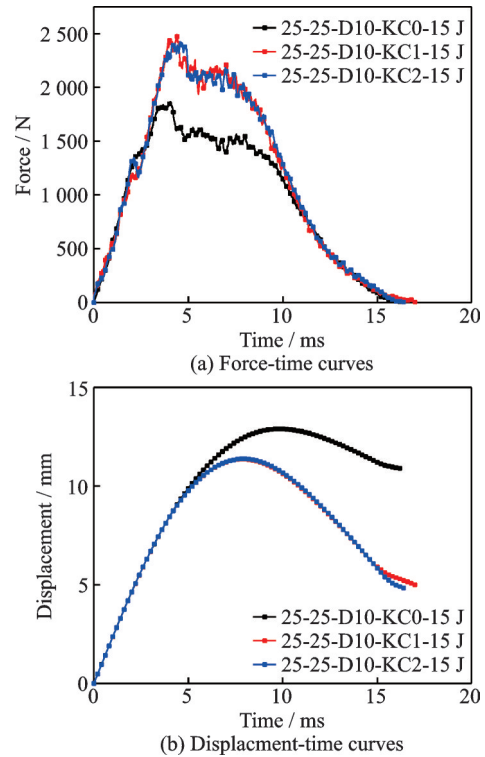 25-25-D10-KC0-15 J
25-25-D10-KC1-15 J
25-25-D10-KC2-15 J
2 500
2 000
1 500
1 000
500
0
Force / N
0 5 10 15 20
Time / ms
(a) Force-time curves
15
10
5
0
Displacement / mm
25-25-D10-KC0-15 J
25-25-D10-KC1-15 J
25-25-D10-KC2-15 J
0 5 10 15 20
Time / ms
(b) Displacment-time curves